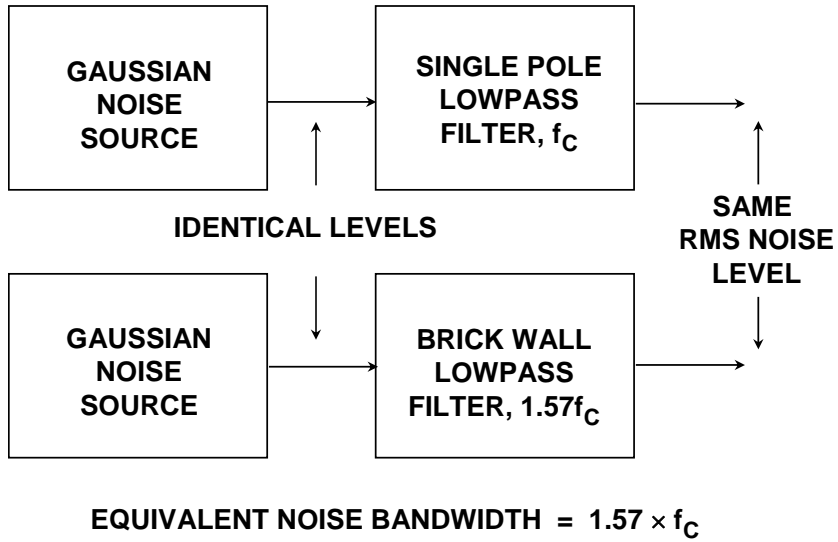 GAUSSIAN
NOISE
SOURCE
SINGLE POLE
LOWPASS
FILTER, fC
IDENTICAL LEVELS
SAME
RMS NOISE
LEVEL
GAUSSIAN
NOISE
SOURCE
BRICK WALL
LOWPASS
FILTER, 1.57fC
EQUIVALENT NOISE BANDWIDTH = 1.57 × fC